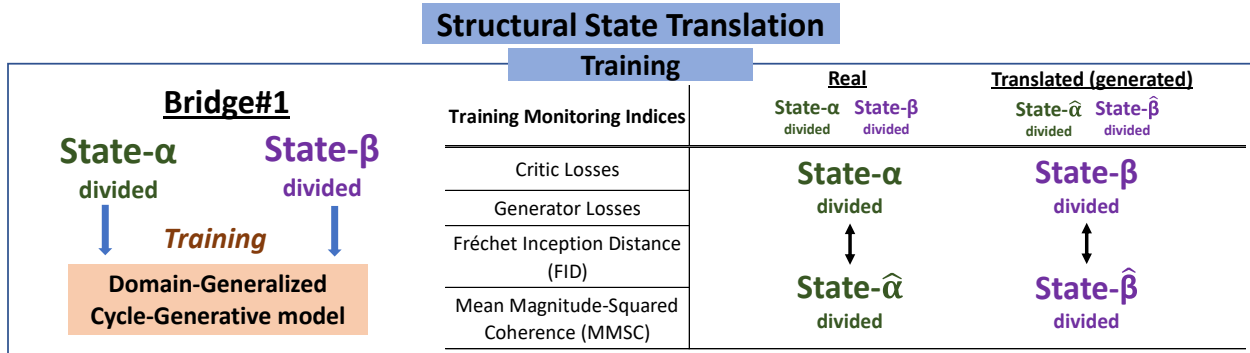 Structural State Translation
Training
Bridge#1
State-α State-β
divided divided
Training
Domain-Generalized
Cycle-Generative model
Training Monitoring Indices
Real
Translated (generated)
State-α State-β
divided divided
State-α̂ State-β̂
divided divided
Critic Losses
Generator Losses
Fréchet Inception Distance
(FID)
Mean Magnitude-Squared
Coherence (MMSC)
State-α State-β
divided divided
State-α̂ State-β̂
divided divided